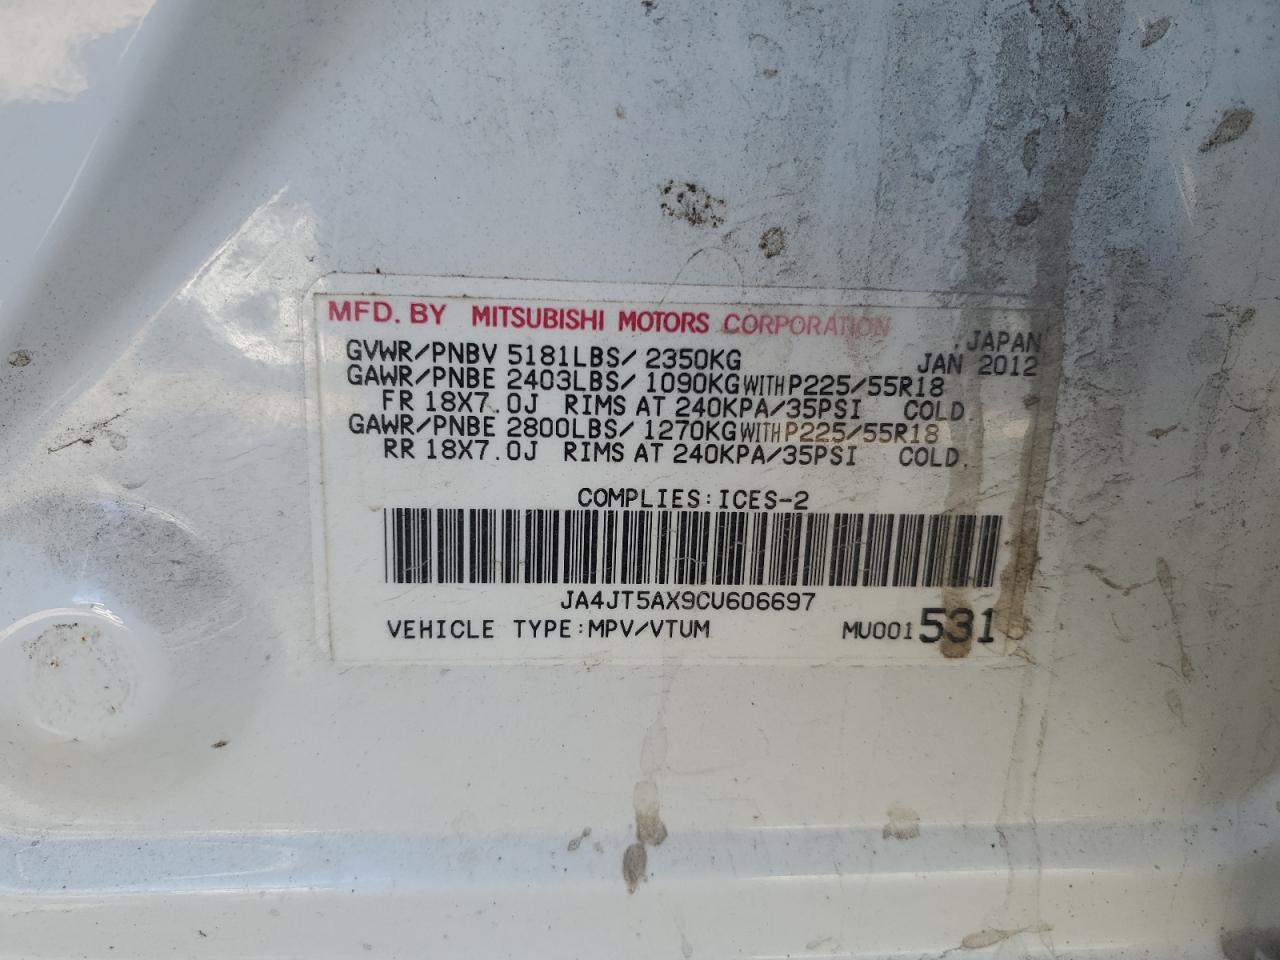 MFD. BY MITSUBISHI MOTORS CORPORATION
, JAPAN
GVWR/PNBV 5181LBS/ 2350KG JAN 2012
GAWR/PNBE 2403LBS/ 1090KG WITH P225/55R18
FR 18X7.0J RIMS AT 240KPA/35PSI COLD.
GAWR/PNBE 2800LBS/ 1270KG WITH P225/55R18
RR 18X7.0J RIMS AT 240KPA/35PSI COLD.
COMPLIES:ICES-2
JA4JT5AX9CU606697
VEHICLE TYPE:MPV/VTUM MU001531